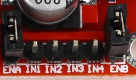 ENA IN1 IN2 IN3 IN4 ENB